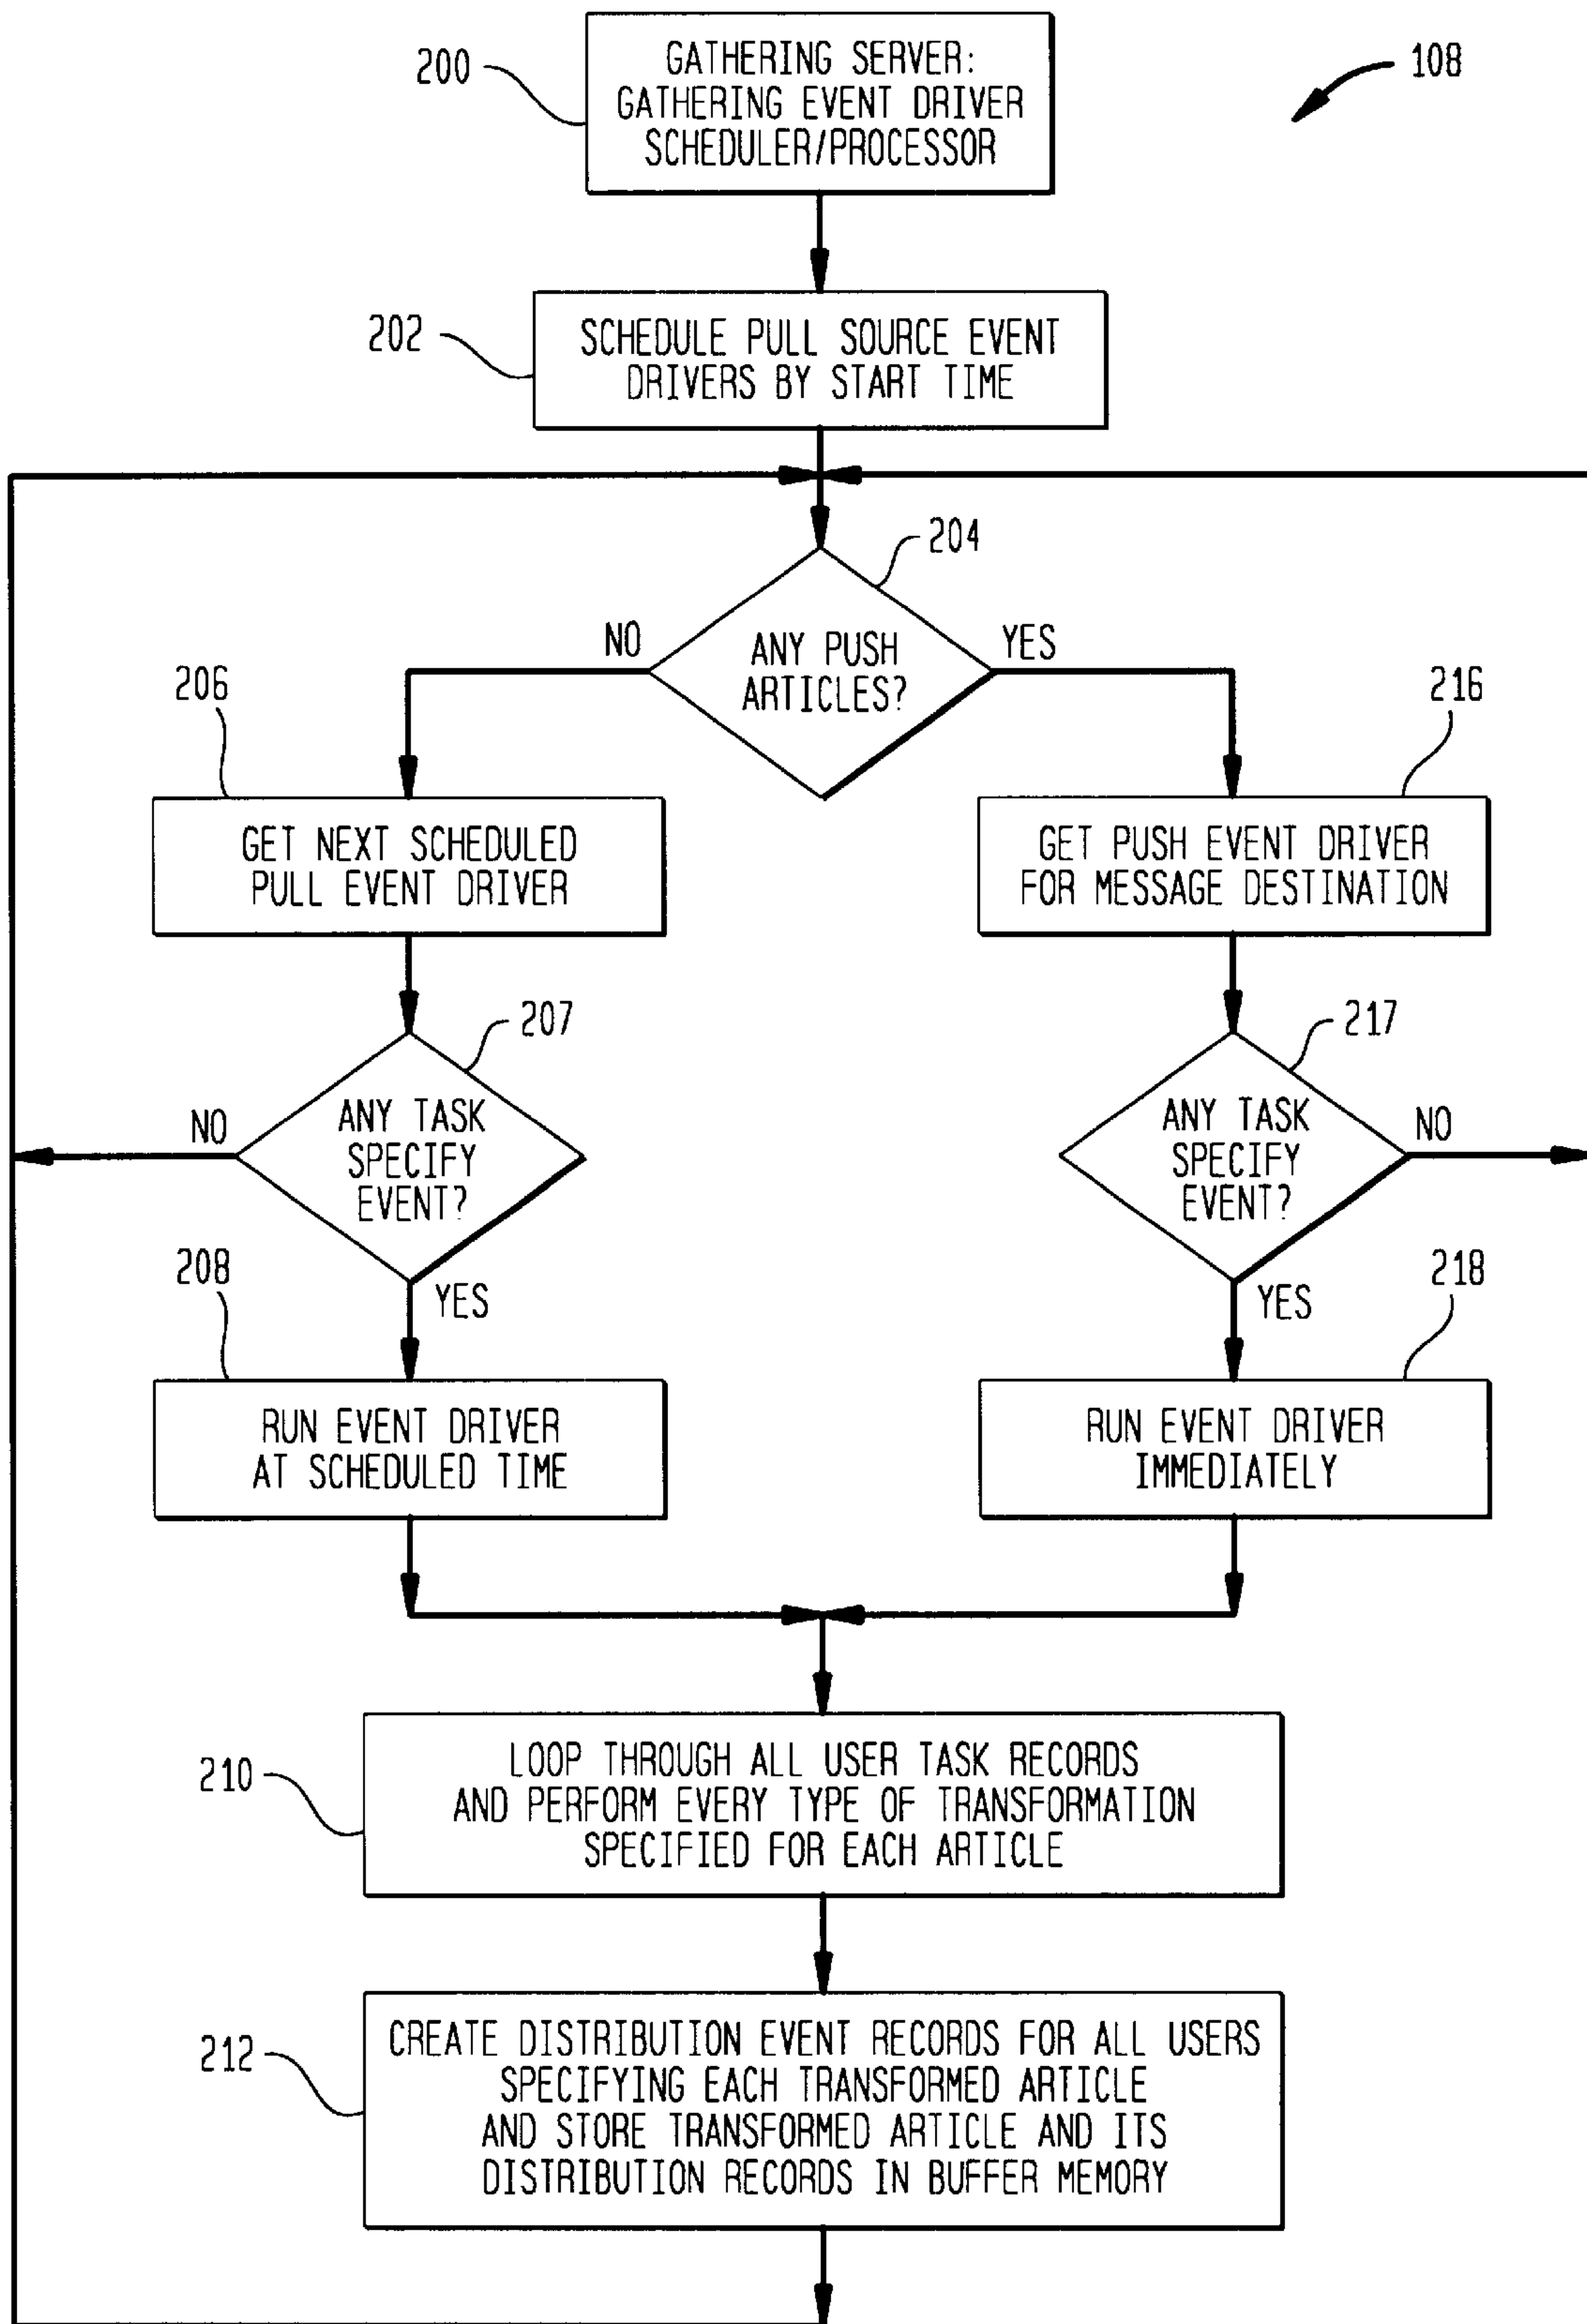 200
GATHERING SERVER:
GATHERING EVENT DRIVER
SCHEDULER/PROCESSOR
108
202
SCHEDULE PULL SOURCE EVENT
DRIVERS BY START TIME
204
NO
ANY PUSH
ARTICLES?
YES
206
216
GET NEXT SCHEDULED
PULL EVENT DRIVER
GET PUSH EVENT DRIVER
FOR MESSAGE DESTINATION
207
217
NO
ANY TASK
SPECIFY
EVENT?
ANY TASK
SPECIFY
EVENT?
NO
208
YES
YES
218
RUN EVENT DRIVER
AT SCHEDULED TIME
RUN EVENT DRIVER
IMMEDIATELY
210
LOOP THROUGH ALL USER TASK RECORDS
AND PERFORM EVERY TYPE OF TRANSFORMATION
SPECIFIED FOR EACH ARTICLE
212
CREATE DISTRIBUTION EVENT RECORDS FOR ALL USERS
SPECIFYING EACH TRANSFORMED ARTICLE
AND STORE TRANSFORMED ARTICLE AND ITS
DISTRIBUTION RECORDS IN BUFFER MEMORY